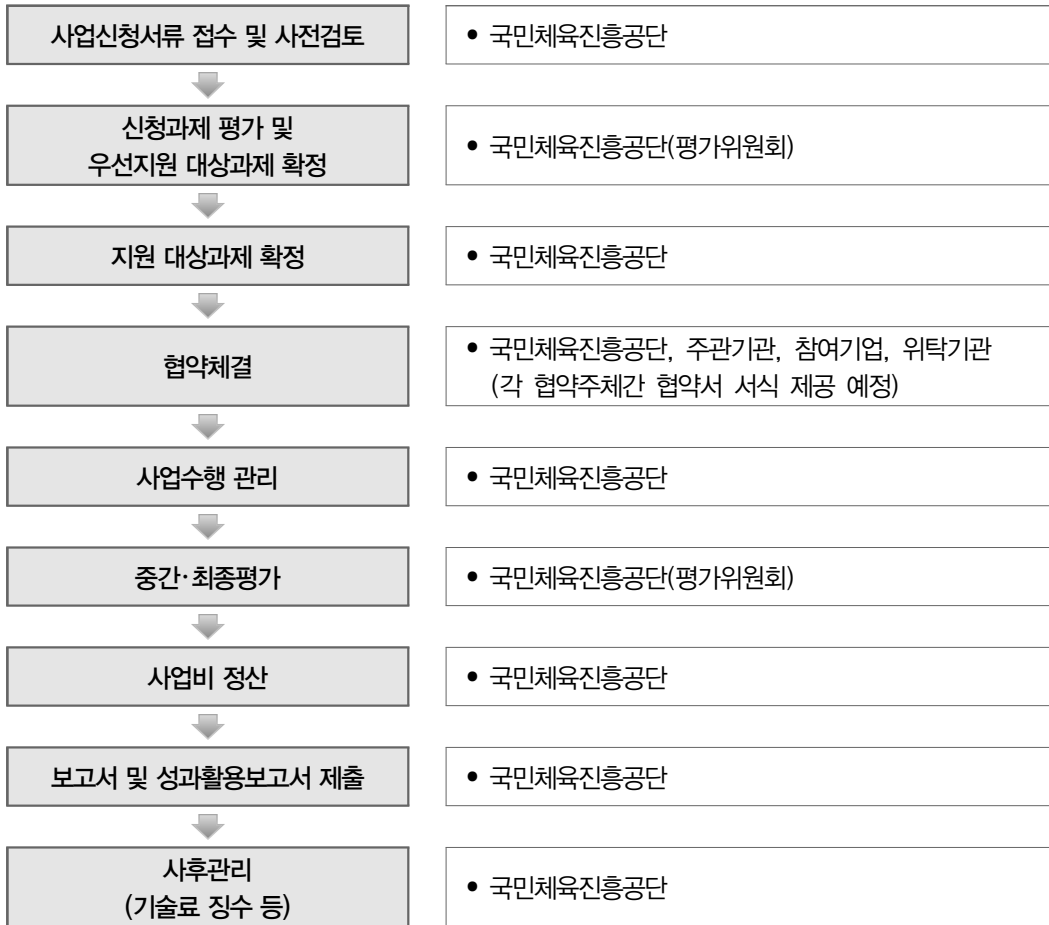 사업신청서류 접수 및 사전검토
• 국민체육진흥공단
신청과제 평가 및
우선지원 대상과제 확정
• 국민체육진흥공단(평가위원회)
지원 대상과제 확정
• 국민체육진흥공단
협약체결
• 국민체육진흥공단, 주관기관, 참여기업, 위탁기관
(각 협약주체간 협약서 서식 제공 예정)
사업수행 관리
• 국민체육진흥공단
중간·최종평가
• 국민체육진흥공단(평가위원회)
사업비 정산
• 국민체육진흥공단
보고서 및 성과활용보고서 제출
• 국민체육진흥공단
사후관리
(기술료 징수 등)
• 국민체육진흥공단